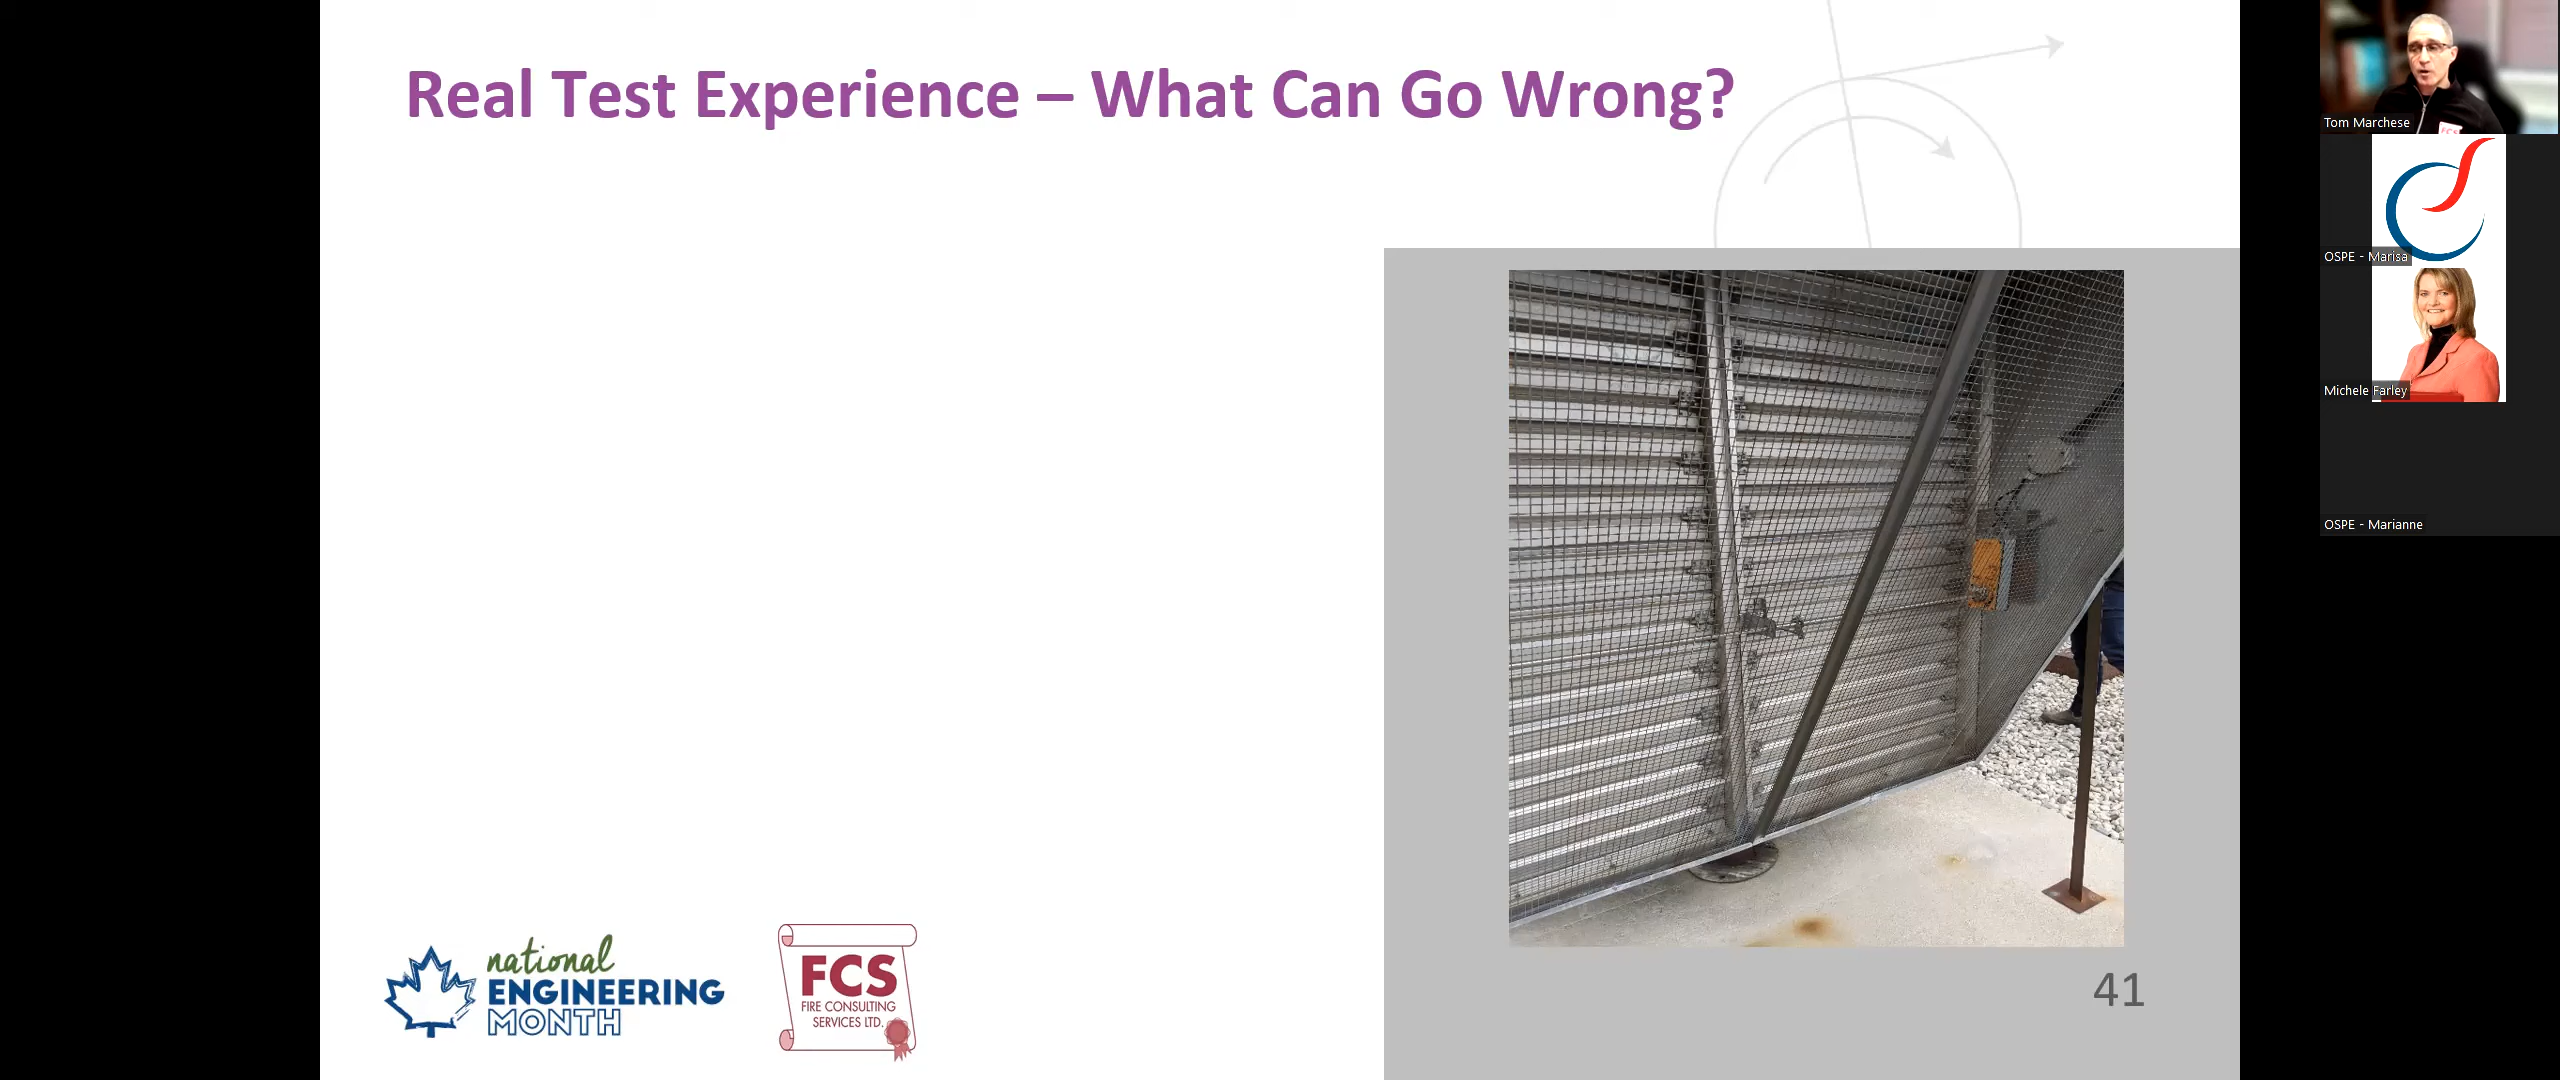 Real Test Experience – What Can Go Wrong?
national
ENGINEERING
MONTH
FCS
FIRE CONSULTING
SERVICES LTD.
41
Tom Marchese
FCS
OSPE - Marisa
Michele Farley
OSPE - Marianne